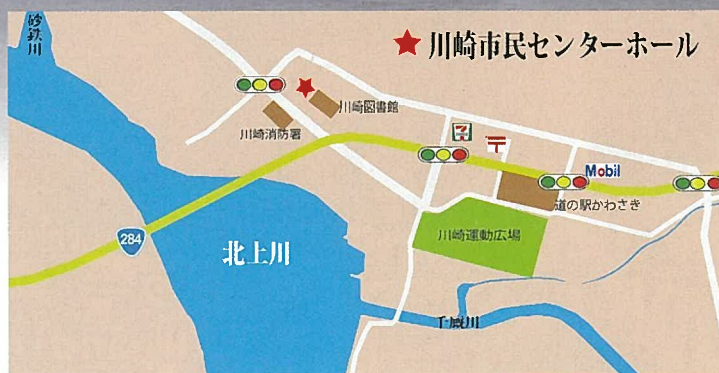 砂鉄川
★川崎市民センターホール
川崎図書館
川崎消防署
7
〒
Mobil
道の駅かわさき
284
川崎運動広場
北上川
千厩川